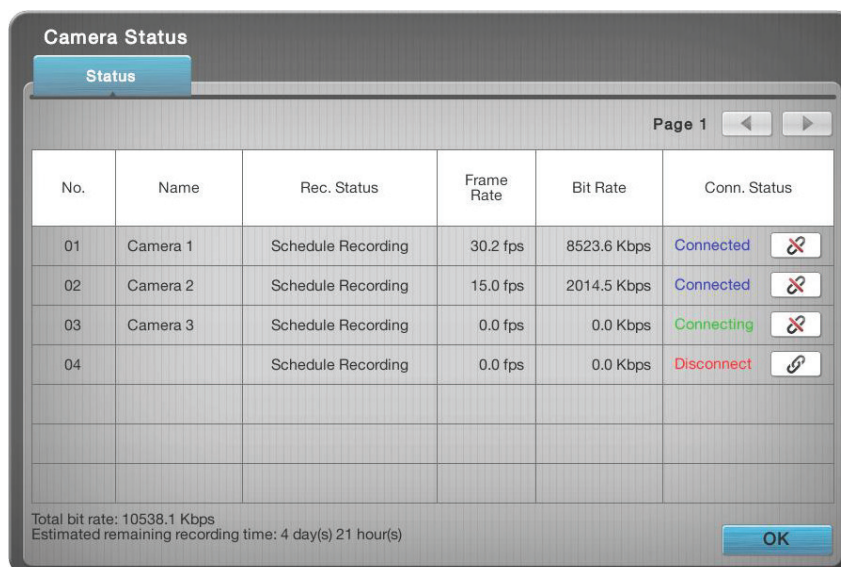 Camera Status
Status
Page 1
No. Name Rec. Status Frame Rate Bit Rate Conn. Status
01 Camera 1 Schedule Recording 30.2 fps 8523.6 Kbps Connected
02 Camera 2 Schedule Recording 15.0 fps 2014.5 Kbps Connected
03 Camera 3 Schedule Recording 0.0 fps 0.0 Kbps Connecting
04 Schedule Recording 0.0 fps 0.0 Kbps Disconnect
Total bit rate: 10538.1 Kbps
Estimated remaining recording time: 4 day(s) 21 hour(s)
OK